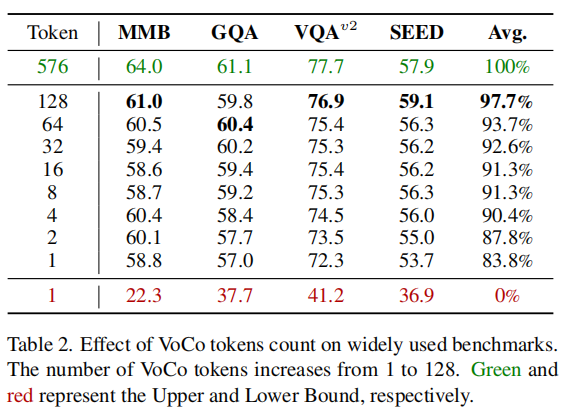 Token MMB GQA VQA^{v2} SEED Avg.
576 64.0 61.1 77.7 57.9 100%
128 61.0 59.8 76.9 59.1 97.7%
64 60.5 60.4 75.4 56.3 93.7%
32 59.4 60.2 75.3 56.2 92.6%
16 58.6 59.4 75.4 56.2 91.3%
8 58.7 59.2 75.3 56.3 91.3%
4 60.4 58.4 74.5 56.0 90.4%
2 60.1 57.7 73.5 55.0 87.8%
1 58.8 57.0 72.3 53.7 83.8%
1 22.3 37.7 41.2 36.9 0%
Table 2. Effect of VoCo tokens count on widely used benchmarks.
The number of VoCo tokens increases from 1 to 128. Green and
red represent the Upper and Lower Bound, respectively.